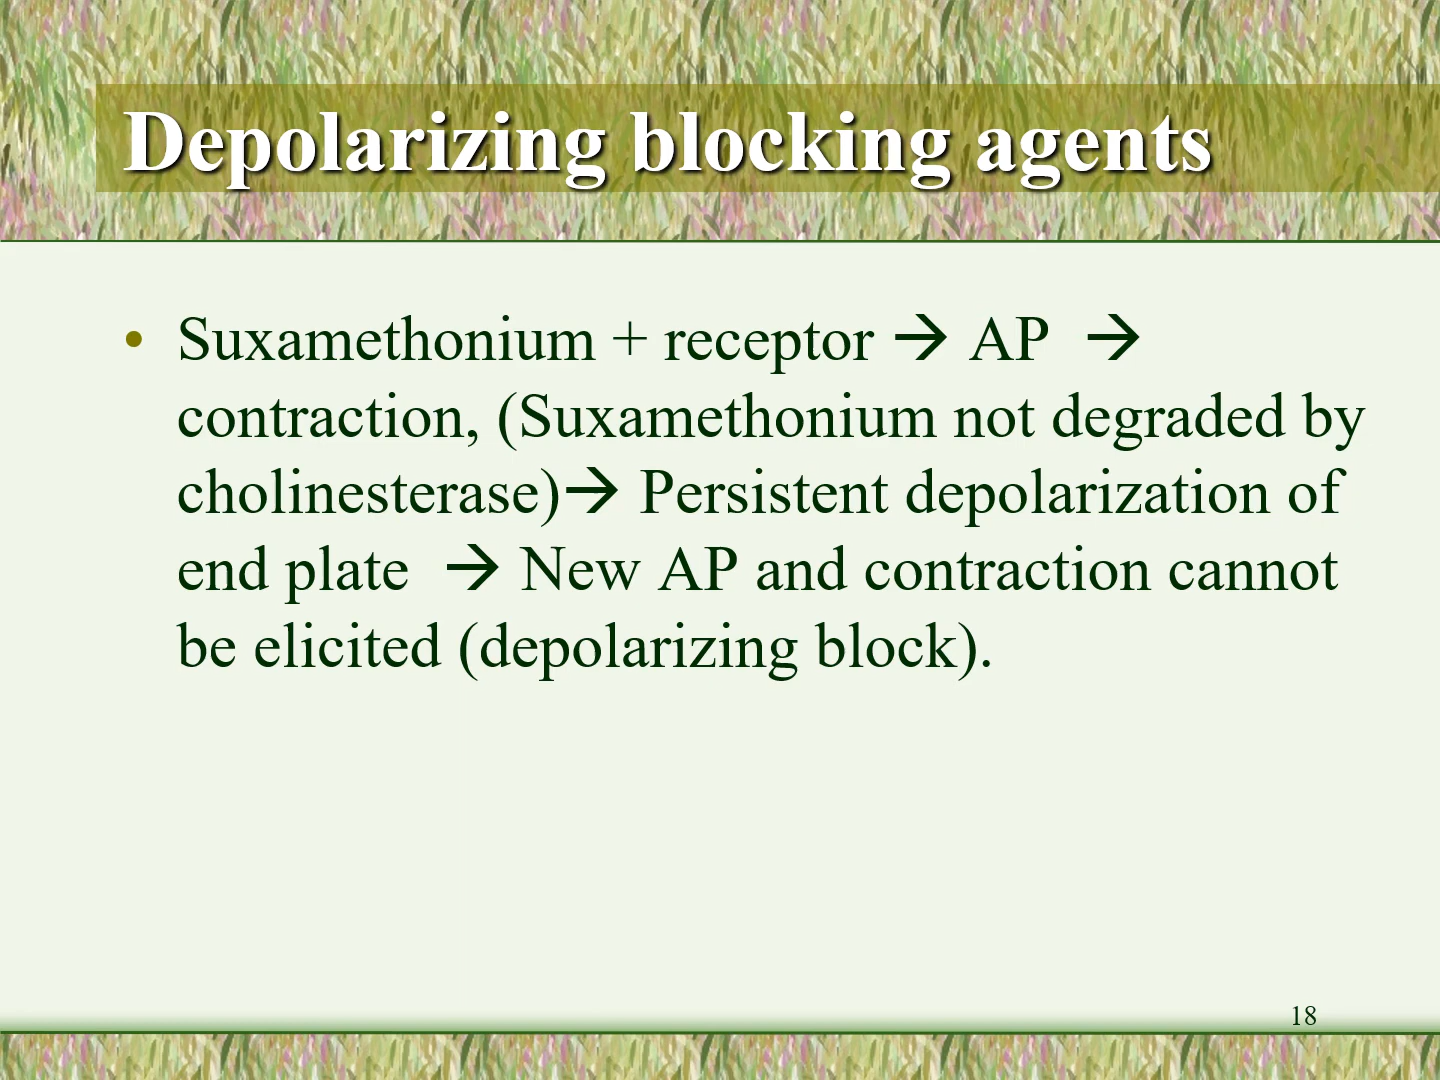 Depolarizing blocking agents
• Suxamethonium + receptor → AP →
contraction, (Suxamethonium not degraded by
cholinesterase)→ Persistent depolarization of
end plate → New AP and contraction cannot
be elicited (depolarizing block).
18